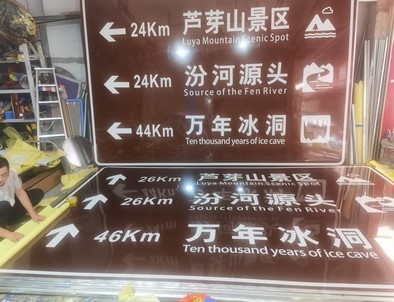 24Km 芦芽山景区
Luya Mountain Scenic Spot
24Km 汾河源头
Source of the Fen River
44Km 万年冰洞
Ten thousand years of ice cave
26Km 芦芽山景区
Luya Mountain Scenic Spot
26Km 汾河源头
Source of the Fen River
46Km 万年冰洞
Ten thousand years of ice cave